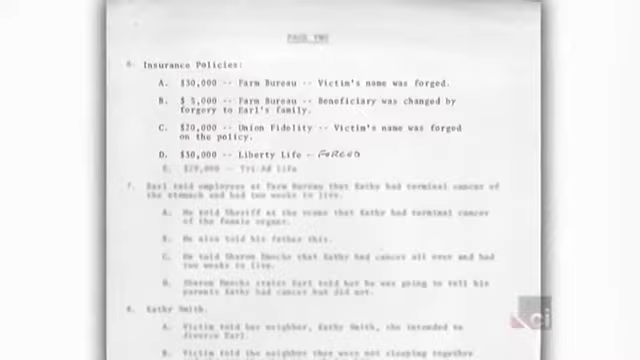 PAGE TWO
6. Insurance Policies:
A. $30,000 -- Farm Bureau -- Victim's name was forged.
B. $ 5,000 -- Farm Bureau -- Beneficiary was changed by
forgery to Earl's family.
C. $20,000 -- Union Fidelity -- Victim's name was forged
on the policy.
D. $50,000 -- Liberty Life - FORGED
E. $29,000 -- Tri-Ad Life
7. Earl told employees at Farm Bureau that Kathy had terminal cancer of
the stomach and had two weeks to live.
A. He told Sheriff at the scene that Kathy had terminal cancer
of the female organs.
B. He also told his father this.
C. He told Sharon that Kathy had cancer all over and had
two weeks to live.
D. Sharon states Earl told her he was going to tell his
parents Kathy had cancer but did not.
8. Kathy Smith.
A. Victim told her neighbor, Kathy Smith, she intended to
divorce Earl.
B. Victim told the neighbor they were not sleeping together